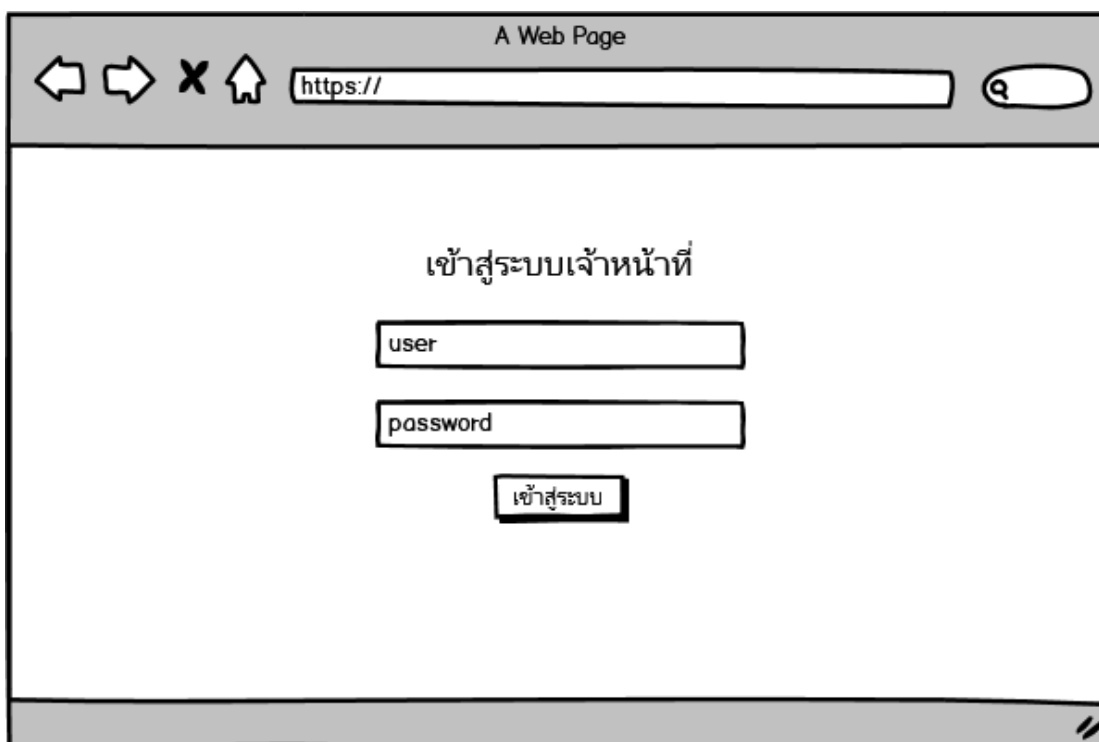 A Web Page
https://
เข้าสู่ระบบเจ้าหน้าที่
user
password
เข้าสู่ระบบ